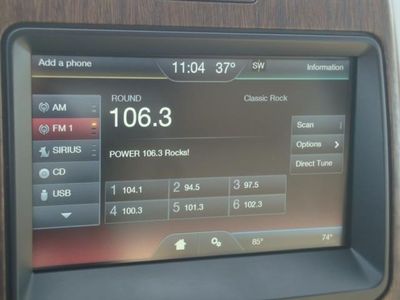 Add a phone
11:04 37°
SW
Information
AM
ROUND
Classic Rock
106.3
FM 1
Scan
SIRIUS
POWER 106.3 Rocks!
Options
CD
Direct Tune
USB
1 104.1
2 94.5
3 97.5
4 100.3
5 101.3
6 102.3
85°
74°